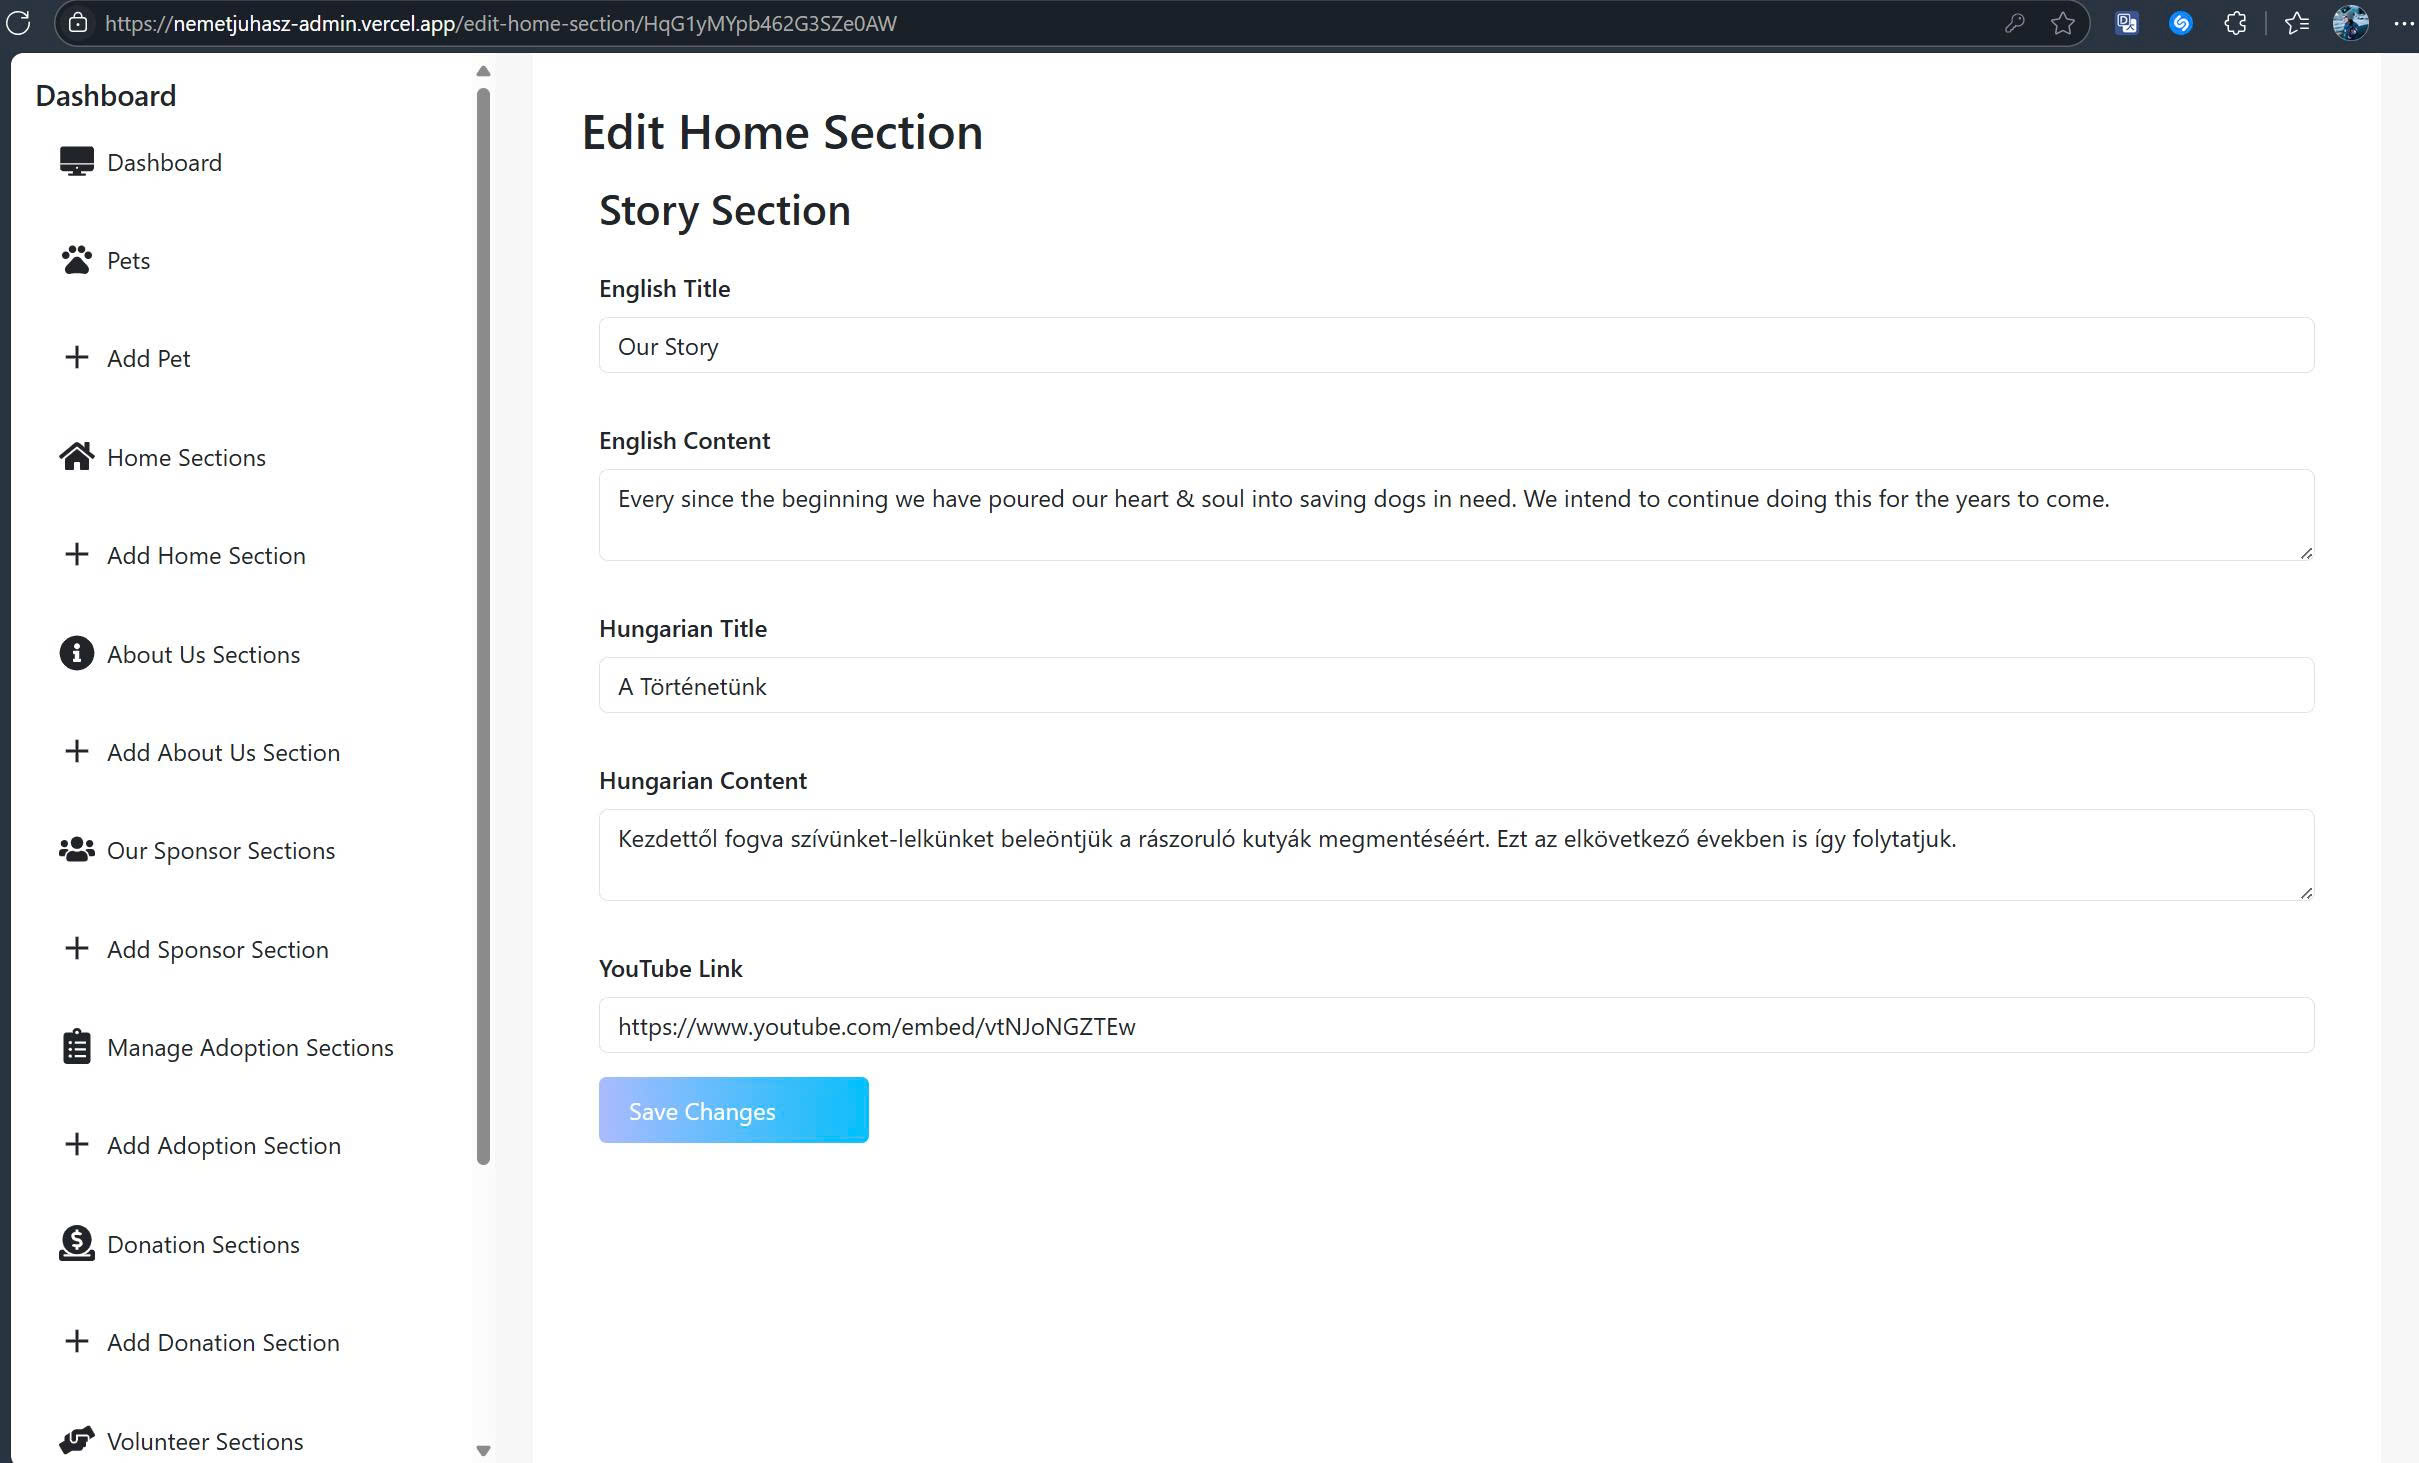 https://nemetjuhasz-admin.vercel.app/edit-home-section/HqG1yMYpb462G3SZe0AW
Dashboard
Dashboard
Pets
Add Pet
Home Sections
Add Home Section
About Us Sections
Add About Us Section
Our Sponsor Sections
Add Sponsor Section
Manage Adoption Sections
Add Adoption Section
Donation Sections
Add Donation Section
Volunteer Sections
Edit Home Section
Story Section
English Title
Our Story
English Content
Every since the beginning we have poured our heart & soul into saving dogs in need. We intend to continue doing this for the years to come.
Hungarian Title
A Történetünk
Hungarian Content
Kezdettől fogva szívünket-lelkünket beleöntjük a rászoruló kutyák megmentéséért. Ezt az elkövetkező években is így folytatjuk.
YouTube Link
https://www.youtube.com/embed/vtNJoNGZTEw
Save Changes